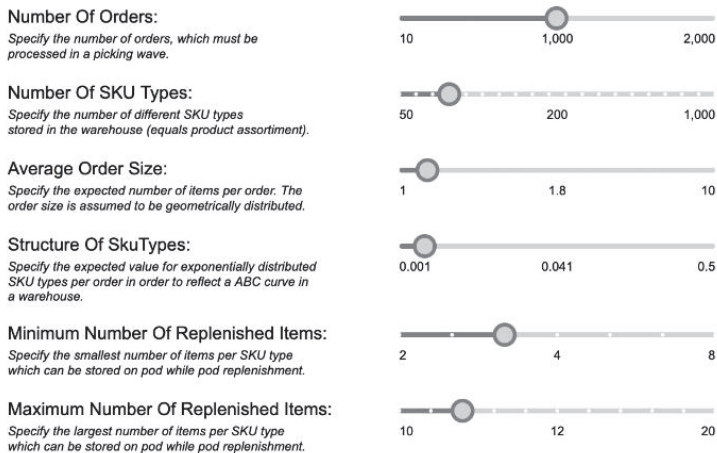 Number Of Orders:
Specify the number of orders, which must be
processed in a picking wave.
10 1,000 2,000
Number Of SKU Types:
Specify the number of different SKU types
stored in the warehouse (equals product assortiment).
50 200 1,000
Average Order Size:
Specify the expected number of items per order. The
order size is assumed to be geometrically distributed.
1 1.8 10
Structure Of SkuTypes:
Specify the expected value for exponentially distributed
SKU types per order in order to reflect a ABC curve in
a warehouse.
0.001 0.041 0.5
Minimum Number Of Replenished Items:
Specify the smallest number of items per SKU type
which can be stored on pod while pod replenishment.
2 4 8
Maximum Number Of Replenished Items:
Specify the largest number of items per SKU type
which can be stored on pod while pod replenishment.
10 12 20